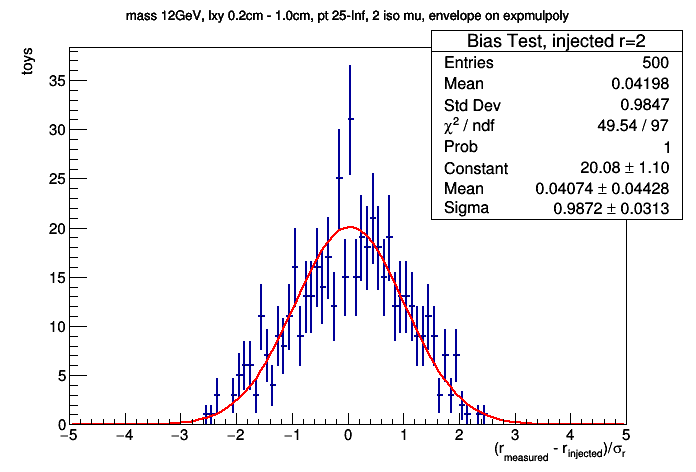 mass 12GeV, lxy 0.2cm - 1.0cm, pt 25-Inf, 2 iso mu, envelope on expmulpoly
toys
Bias Test, injected r=2
Entries 500
Mean 0.04198
Std Dev 0.9847
χ² / ndf 49.54 / 97
Prob 1
Constant 20.08 ± 1.10
Mean 0.04074 ± 0.04428
Sigma 0.9872 ± 0.0313
35
30
25
20
15
10
5
0
−5 −4 −3 −2 −1 0 1 2 3 4 5
(r_measured - r_injected)/σ_r